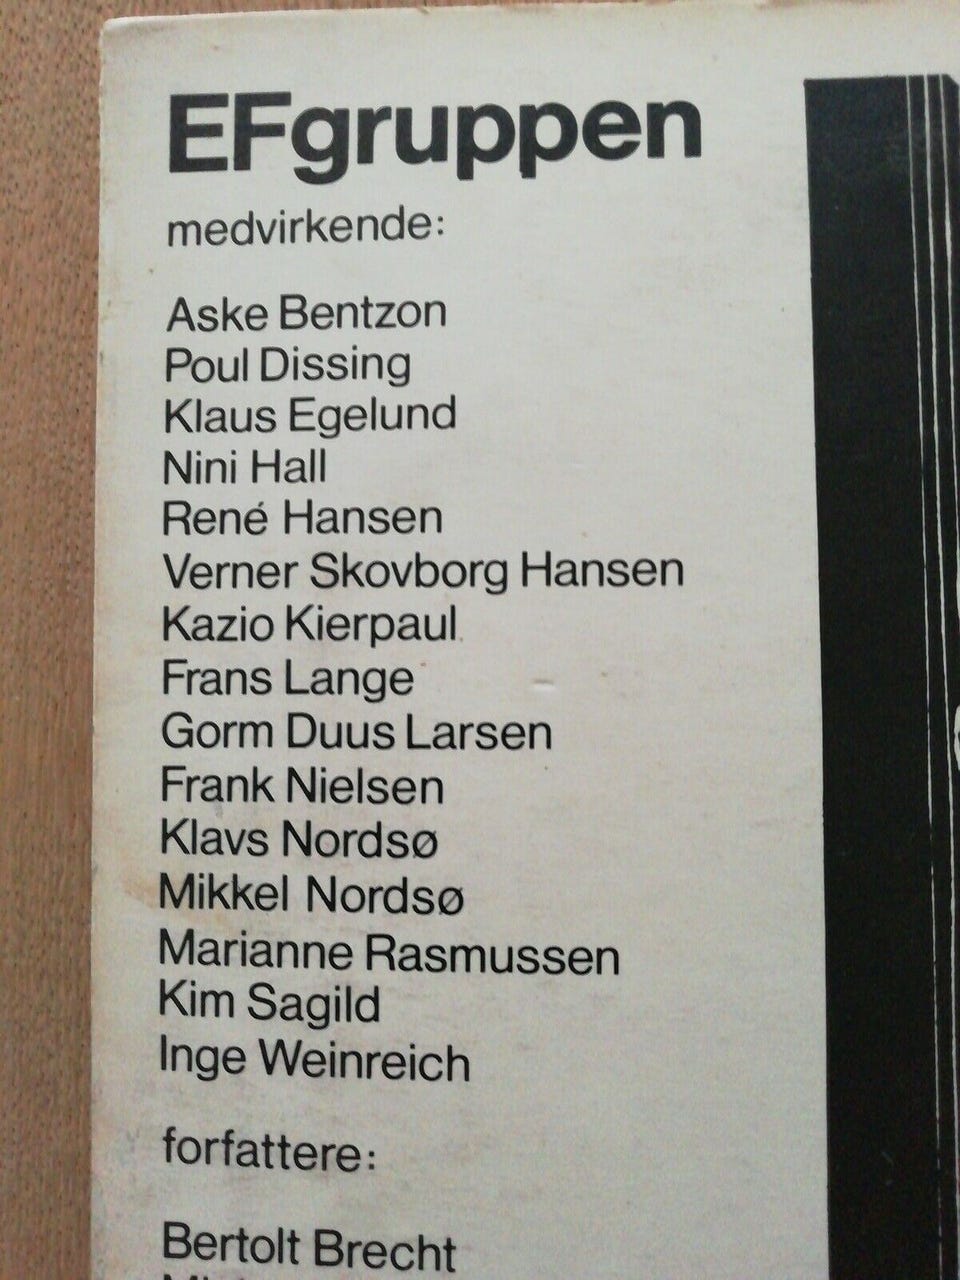 EFgruppen
medvirkende:
Aske Bentzon
Poul Dissing
Klaus Egelund
Nini Hall
René Hansen
Verner Skovborg Hansen
Kazio Kierpaul
Frans Lange
Gorm Duus Larsen
Frank Nielsen
Klavs Nordsø
Mikkel Nordsø
Marianne Rasmussen
Kim Sagild
Inge Weinreich
forfattere:
Bertolt Brecht